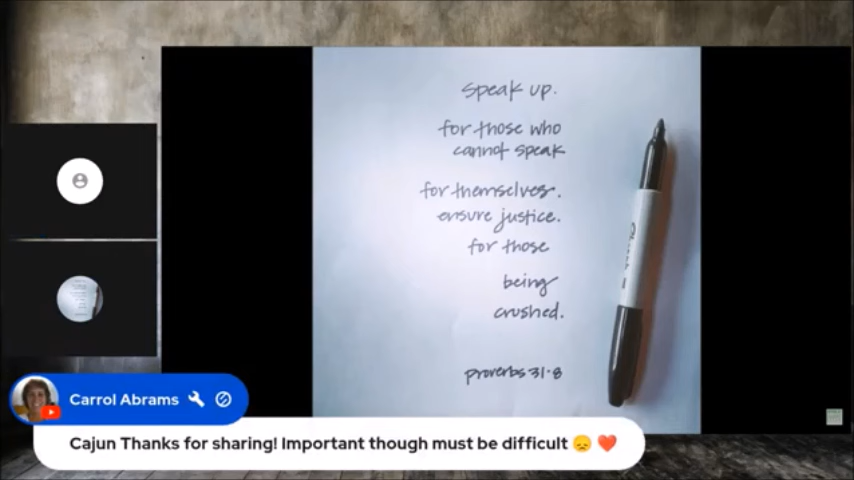 speak up.
for those who
cannot speak
for themselves.
ensure justice.
for those
being
crushed.
proverbs 31.8
Carrol Abrams
Cajun Thanks for sharing! Important though must be difficult 😞 ❤️